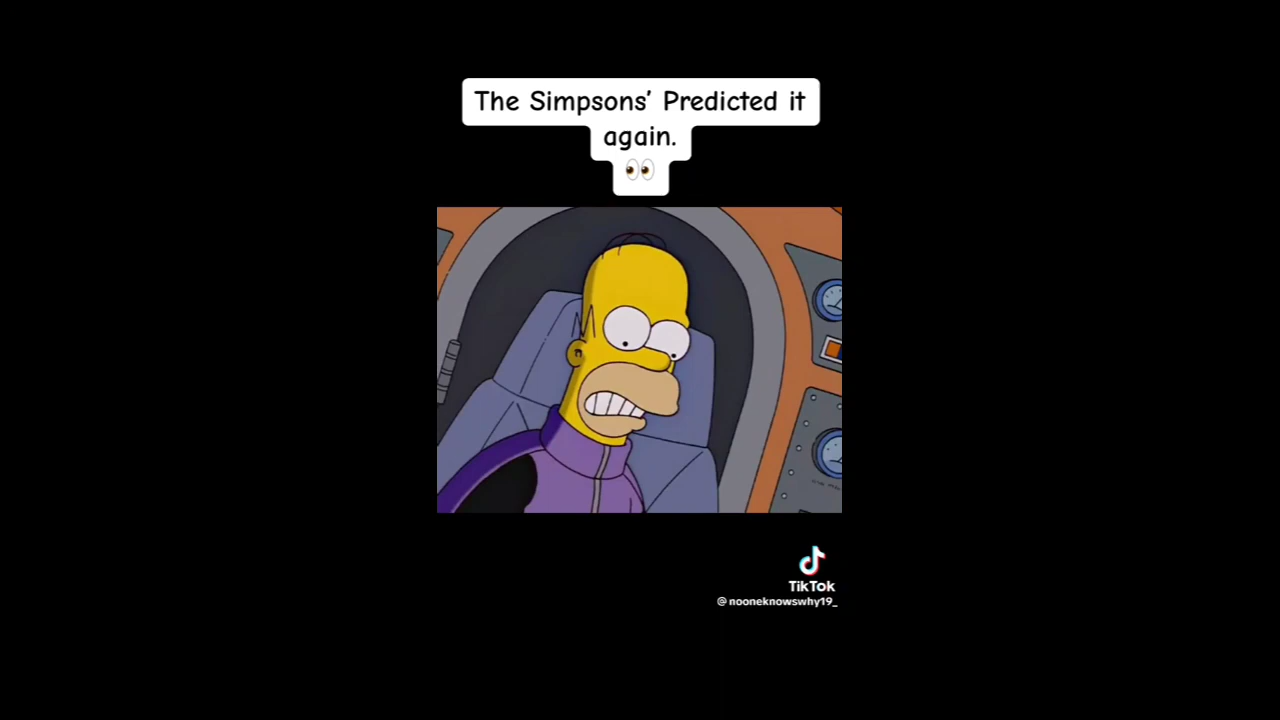 The Simpsons’ Predicted it
again.
👀
TikTok
@nooneknowswhy19_